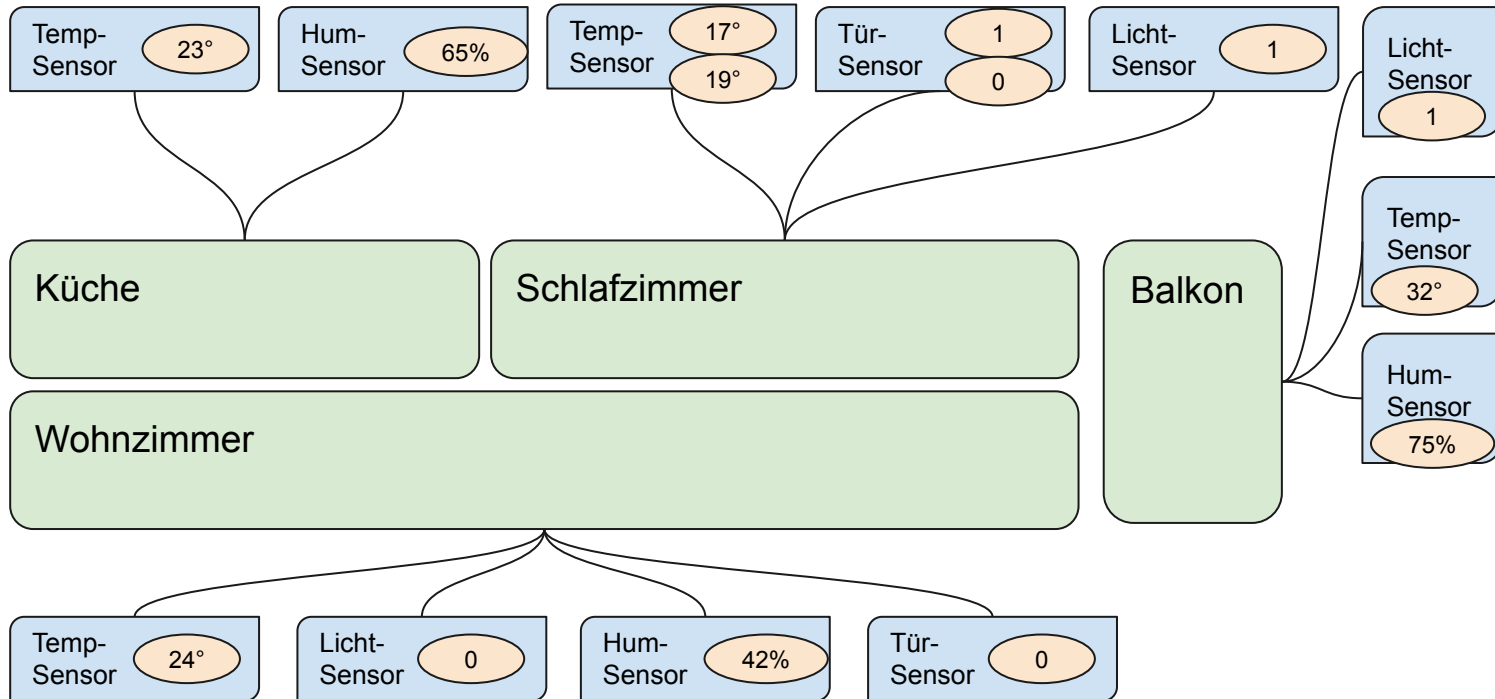 Temp-
Sensor
23°
Hum-
Sensor
65%
Temp-
Sensor
17°
19°
Tür-
Sensor
1
0
Licht-
Sensor
1
Licht-
Sensor
1
Temp-
Sensor
32°
Hum-
Sensor
75%
Küche
Schlafzimmer
Balkon
Wohnzimmer
Temp-
Sensor
24°
Licht-
Sensor
0
Hum-
Sensor
42%
Tür-
Sensor
0